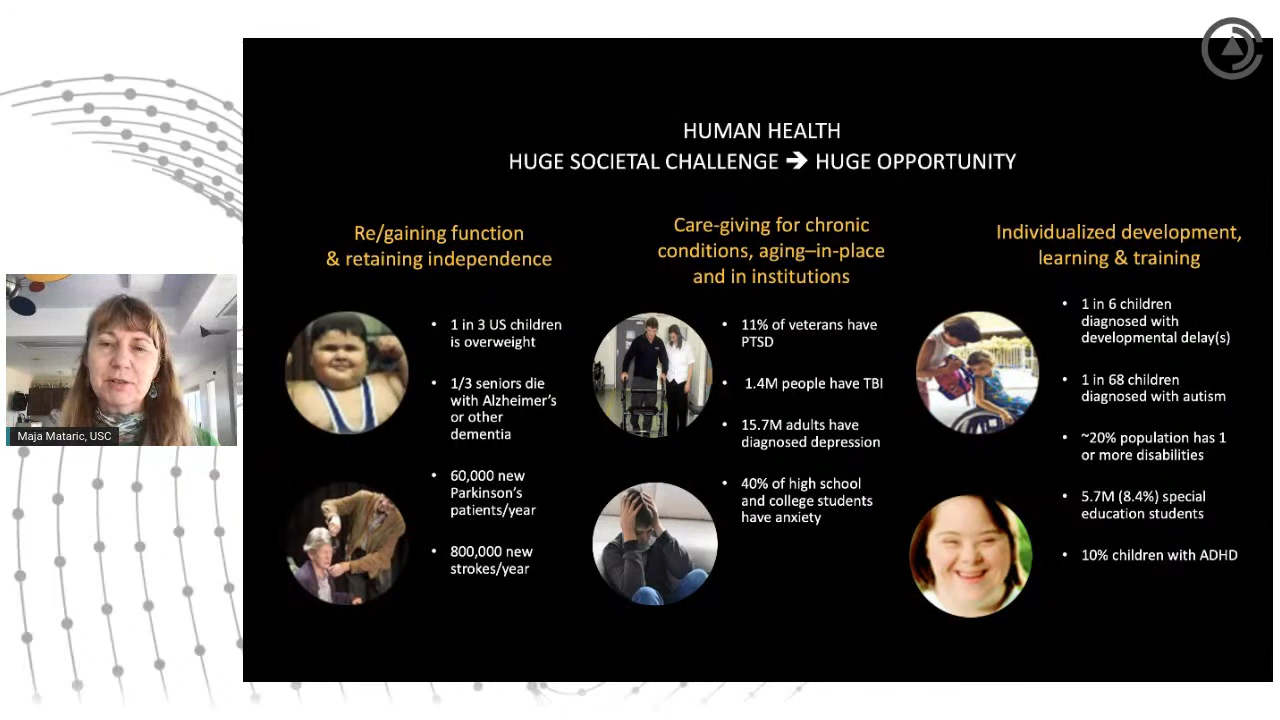 HUMAN HEALTH
HUGE SOCIETAL CHALLENGE ➔ HUGE OPPORTUNITY
Re/gaining function
& retaining independence
• 1 in 3 US children
is overweight
• 1/3 seniors die
with Alzheimer's
or other
dementia
• 60,000 new
Parkinson's
patients/year
• 800,000 new
strokes/year
Care-giving for chronic
conditions, aging–in-place
and in institutions
• 11% of veterans have
PTSD
• 1.4M people have TBI
• 15.7M adults have
diagnosed depression
• 40% of high school
and college students
have anxiety
Individualized development,
learning & training
• 1 in 6 children
diagnosed with
developmental delay(s)
• 1 in 68 children
diagnosed with autism
• ~20% population has 1
or more disabilities
• 5.7M (8.4%) special
education students
• 10% children with ADHD
Maja Mataric, USC